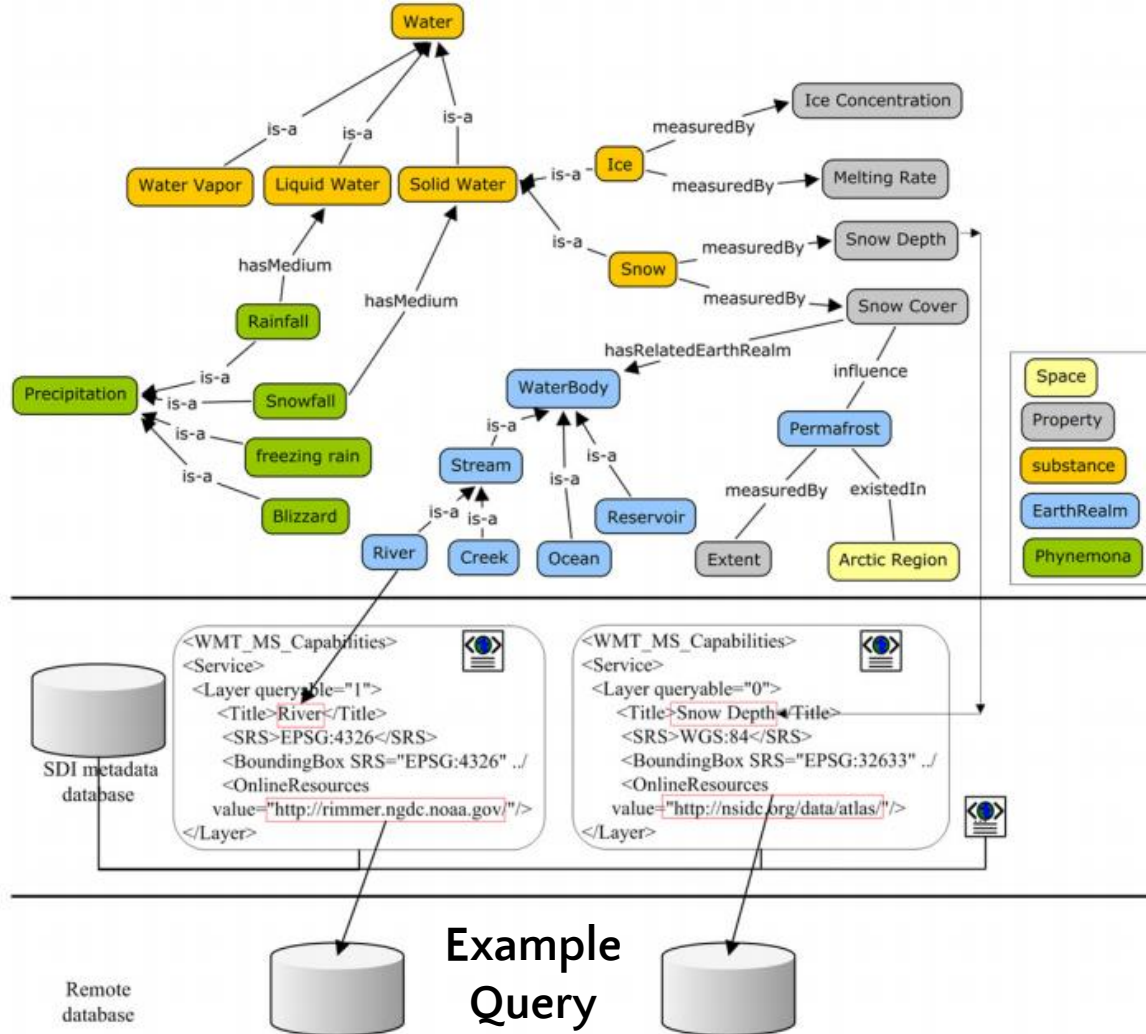 Water
is-a
is-a
is-a
Water Vapor
Liquid Water
Solid Water
is-a
Ice
measuredBy
Ice Concentration
measuredBy
Melting Rate
is-a
Snow
measuredBy
Snow Depth
measuredBy
Snow Cover
hasMedium
hasMedium
Rainfall
is-a
Precipitation
is-a
Snowfall
is-a
freezing rain
is-a
Blizzard
hasRelatedEarthRealm
WaterBody
influence
Permafrost
is-a
Stream
is-a
is-a
is-a
is-a
River
Creek
Ocean
Reservoir
measuredBy
existedIn
Extent
Arctic Region
Space
Property
substance
EarthRealm
Phynemona
SDI metadata
database
<WMT_MS_Capabilities>
<Service>
<Layer queryable="1">
<Title>River</Title>
<SRS>EPSG:4326</SRS>
<BoundingBox SRS="EPSG:4326" ../
<OnlineResources
value="http://rimmer.ngdc.noaa.gov/"/>
</Layer>
<WMT_MS_Capabilities>
<Service>
<Layer queryable="0">
<Title>Snow Depth</Title>
<SRS>WGS:84</SRS>
<BoundingBox SRS="EPSG:32633" ../
<OnlineResources
value="http://nsidc.org/data/atlas/"/>
</Layer>
Remote
database
Example
Query